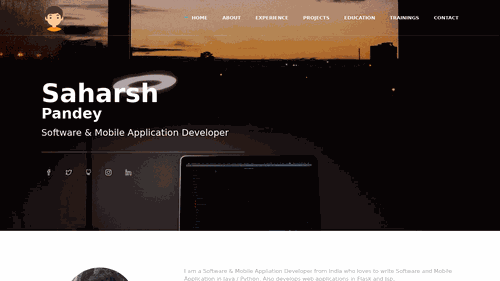 HOME ABOUT EXPERIENCE PROJECTS EDUCATION TRAININGS CONTACT
Saharsh
Pandey
Software & Mobile Application Developer
I am a Software & Mobile Appliation Developer from India who loves to write Software and Mobile
Application in Java / Python. Also develops web applications in Flask and Jsp.